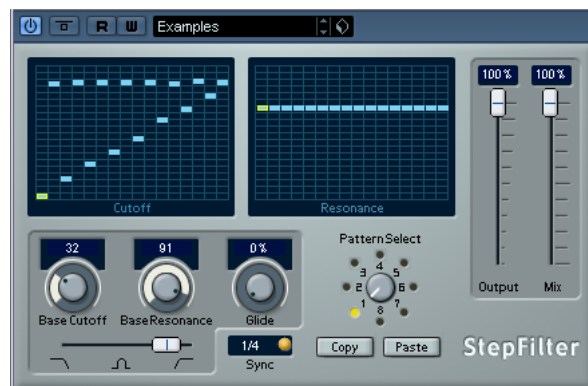 R W Examples
100% 100%
Cutoff Resonance
32 91 0%
Base Cutoff Base Resonance Glide
Pattern Select
1 2 3 4 5 6 7 8
Output Mix
1/4
Sync
Copy Paste
StepFilter